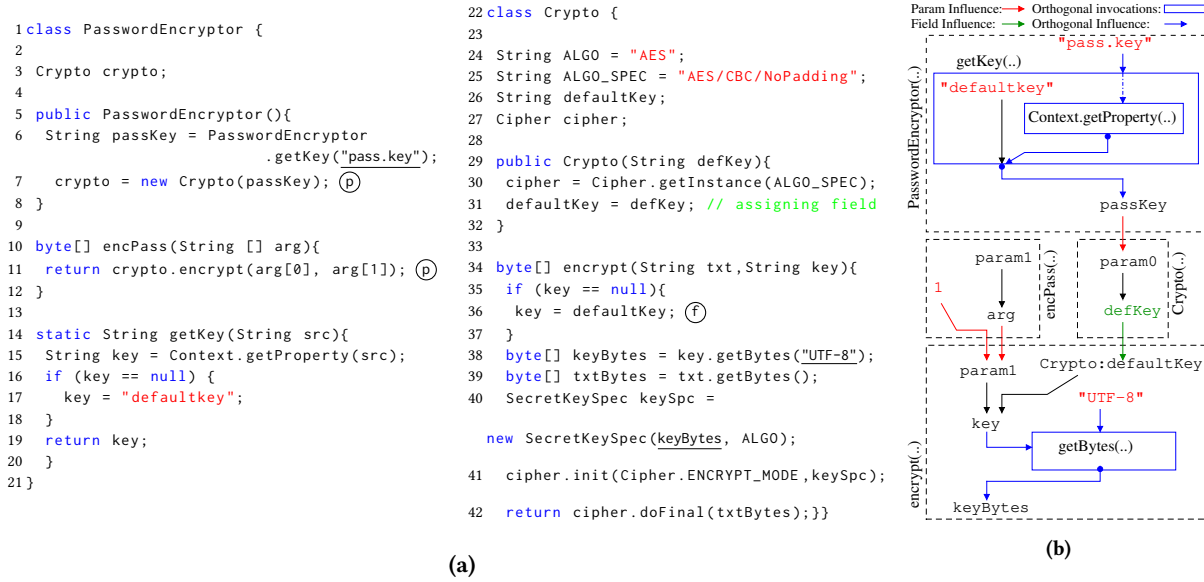 1 class PasswordEncryptor {
2
3 Crypto crypto;
4
5 public PasswordEncryptor(){
6 String passKey = PasswordEncryptor
.getKey("pass.key");
7 crypto = new Crypto(passKey); p
8 }
9
10 byte[] encPass(String [] arg){
11 return crypto.encrypt(arg[0], arg[1]); p
12 }
13
14 static String getKey(String src){
15 String key = Context.getProperty(src);
16 if (key == null) {
17 key = "defaultkey";
18 }
19 return key;
20 }
21 }
22 class Crypto {
23
24 String ALGO = "AES";
25 String ALGO_SPEC = "AES/CBC/NoPadding";
26 String defaultKey;
27 Cipher cipher;
28
29 public Crypto(String defKey){
30 cipher = Cipher.getInstance(ALGO_SPEC);
31 defaultKey = defKey; // assigning field
32 }
33
34 byte[] encrypt(String txt,String key){
35 if (key == null){
36 key = defaultKey; f
37 }
38 byte[] keyBytes = key.getBytes("UTF-8");
39 byte[] txtBytes = txt.getBytes();
40 SecretKeySpec keySpc =
new SecretKeySpec(keyBytes, ALGO);
41 cipher.init(Cipher.ENCRYPT_MODE,keySpc);
42 return cipher.doFinal(txtBytes);}}
(a)
Param Influence: Orthogonal invocations:
Field Influence: Orthogonal Influence:
PasswordEncryptor(..)
"pass.key"
getKey(..)
"defaultkey"
Context.getProperty(..)
passKey
param1
encPass(..)
param0
Crypto(..)
1
arg
defKey
encrypt(..)
param1
Crypto:defaultKey
"UTF-8"
key
getBytes(..)
keyBytes
(b)